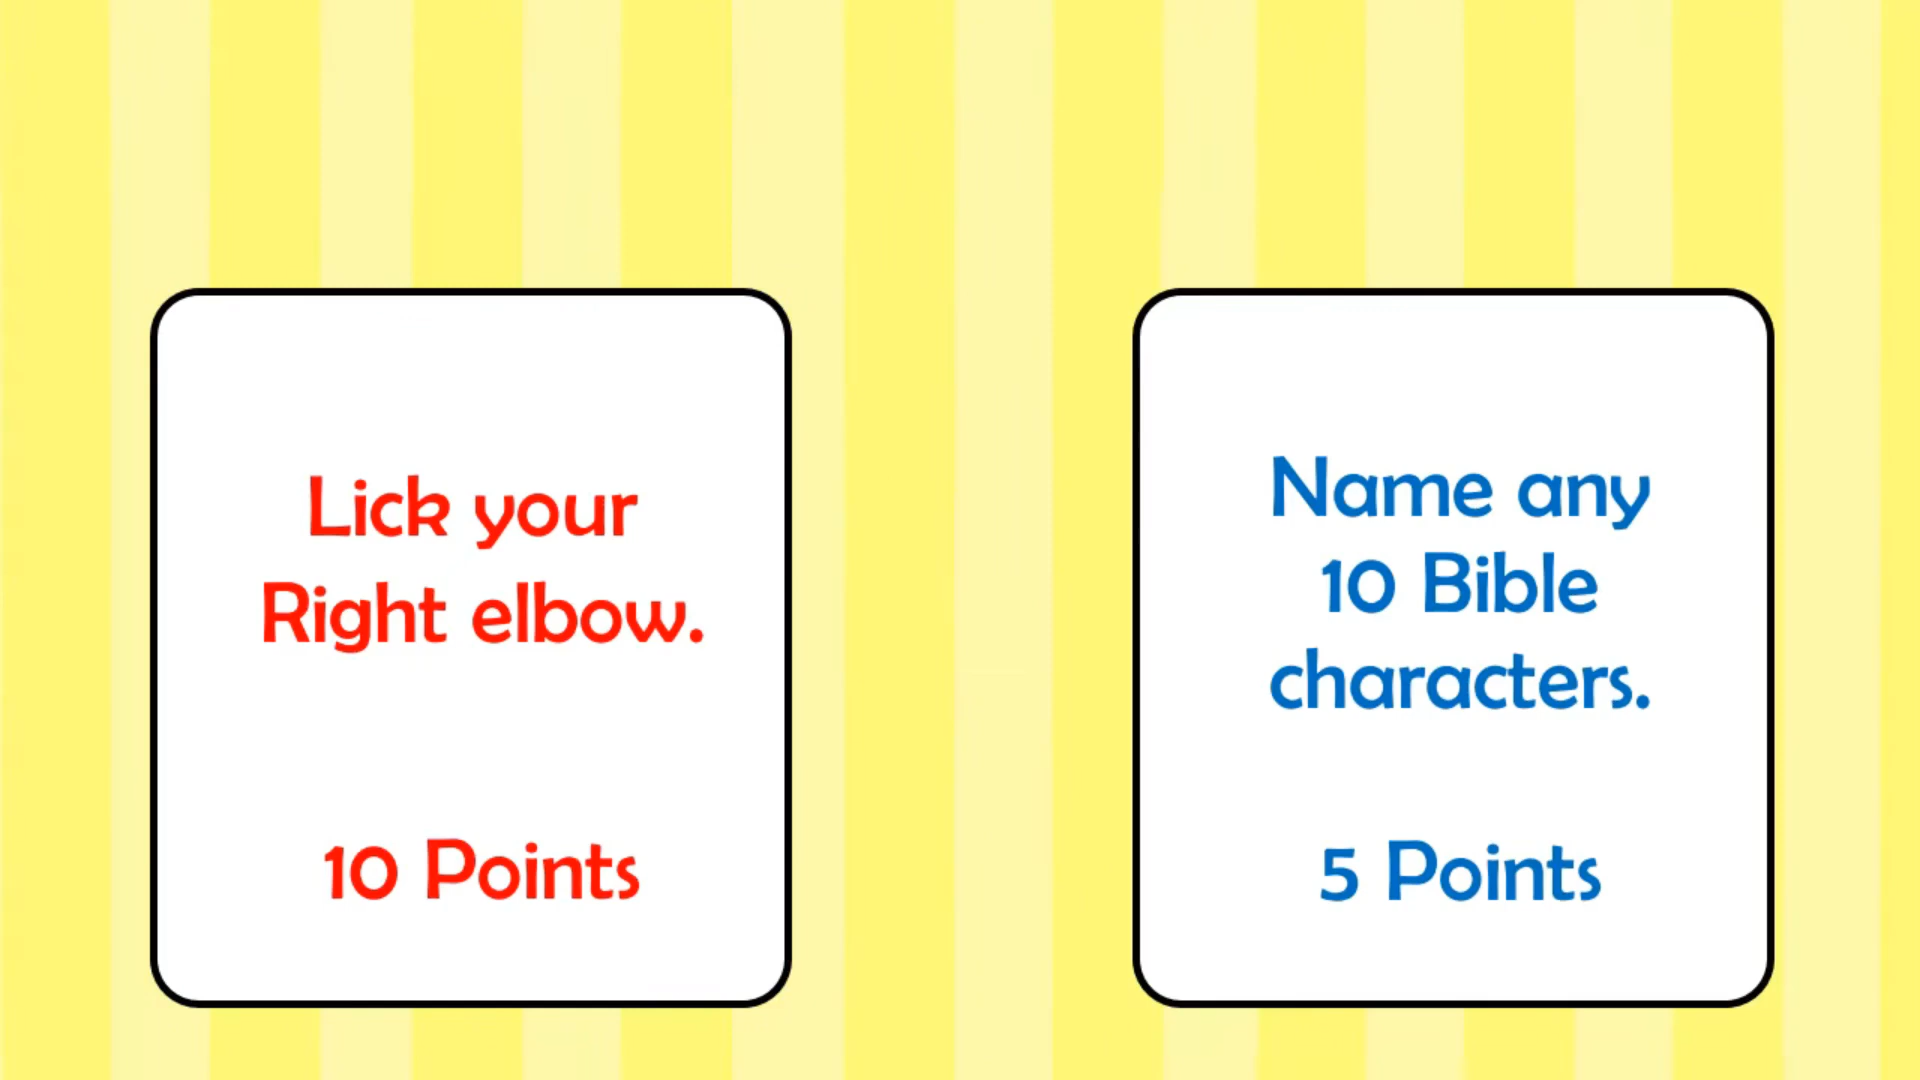 Lick your
Right elbow.
10 Points
Name any
10 Bible
characters.
5 Points